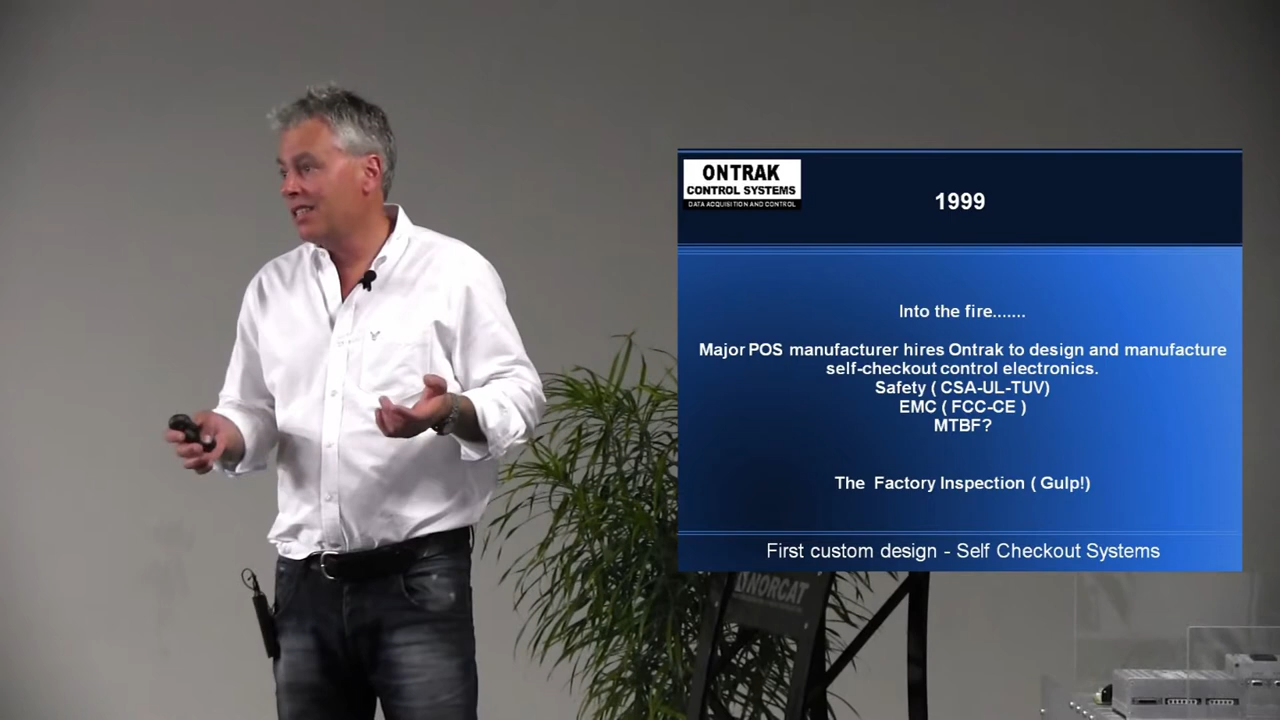 ONTRAK
CONTROL SYSTEMS
DATA ACQUISITION AND CONTROL
1999
Into the fire.......
Major POS manufacturer hires Ontrak to design and manufacture
self-checkout control electronics.
Safety ( CSA-UL-TUV)
EMC ( FCC-CE )
MTBF?
The Factory Inspection ( Gulp!)
First custom design - Self Checkout Systems
NORCAT